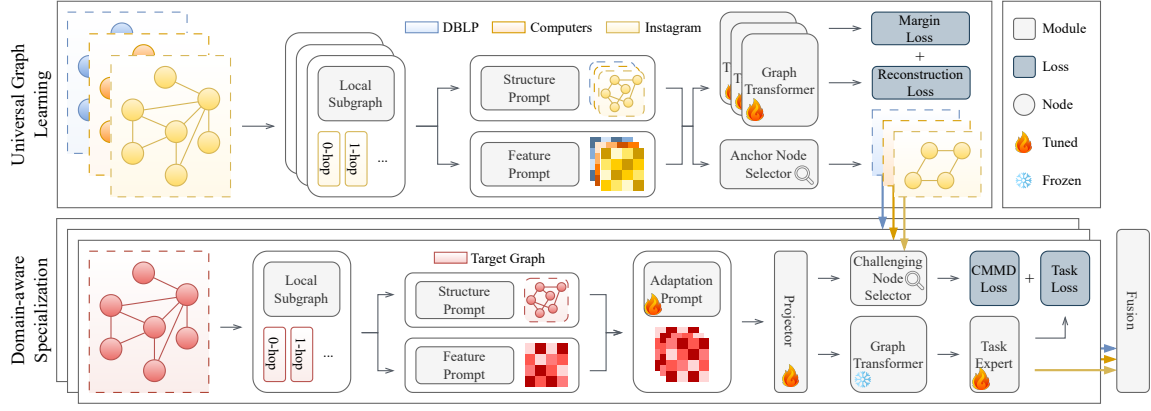 Universal Graph
Learning
DBLP
Computers
Instagram
Local
Subgraph
0-hop
1-hop
...
Structure
Prompt
Feature
Prompt
T
T
Graph
Transformer
Anchor Node
Selector
Margin
Loss
+
Reconstruction
Loss
Module
Loss
Node
Tuned
Frozen
Domain-aware
Specialization
Target Graph
Local
Subgraph
0-hop
1-hop
...
Structure
Prompt
Feature
Prompt
Adaptation
Prompt
Projector
Challenging
Node
Selector
Graph
Transformer
CMMD
Loss
+
Task
Loss
Task
Expert
Fusion